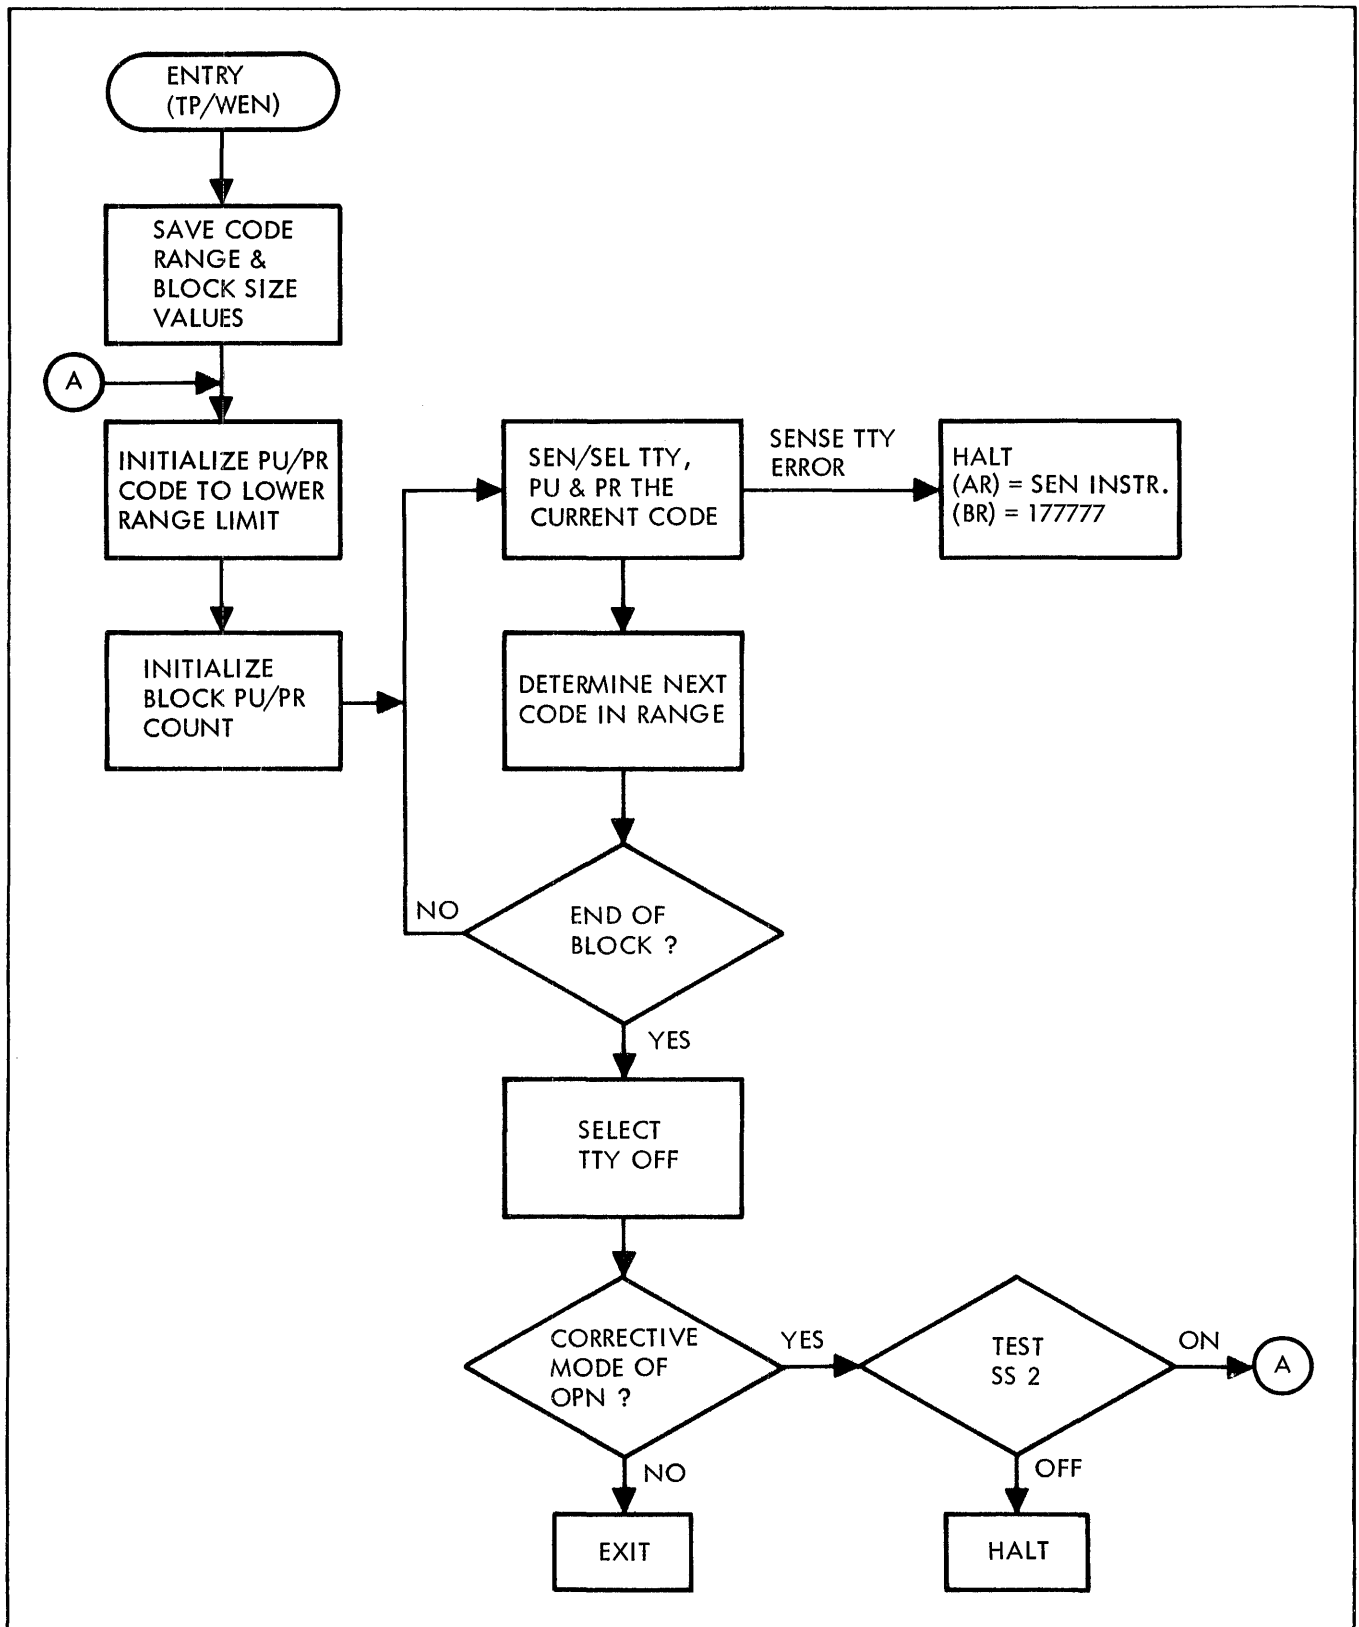 ENTRY
(TP/WEN)
SAVE CODE
RANGE &
BLOCK SIZE
VALUES
A
INITIALIZE PU/PR
CODE TO LOWER
RANGE LIMIT
INITIALIZE
BLOCK PU/PR
COUNT
SEN/SEL TTY,
PU & PR THE
CURRENT CODE
SENSE TTY
ERROR
HALT
(AR) = SEN INSTR.
(BR) = 177777
DETERMINE NEXT
CODE IN RANGE
END OF
BLOCK ?
NO
YES
SELECT
TTY OFF
CORRECTIVE
MODE OF
OPN ?
YES
TEST
SS 2
ON
A
NO
OFF
EXIT
HALT